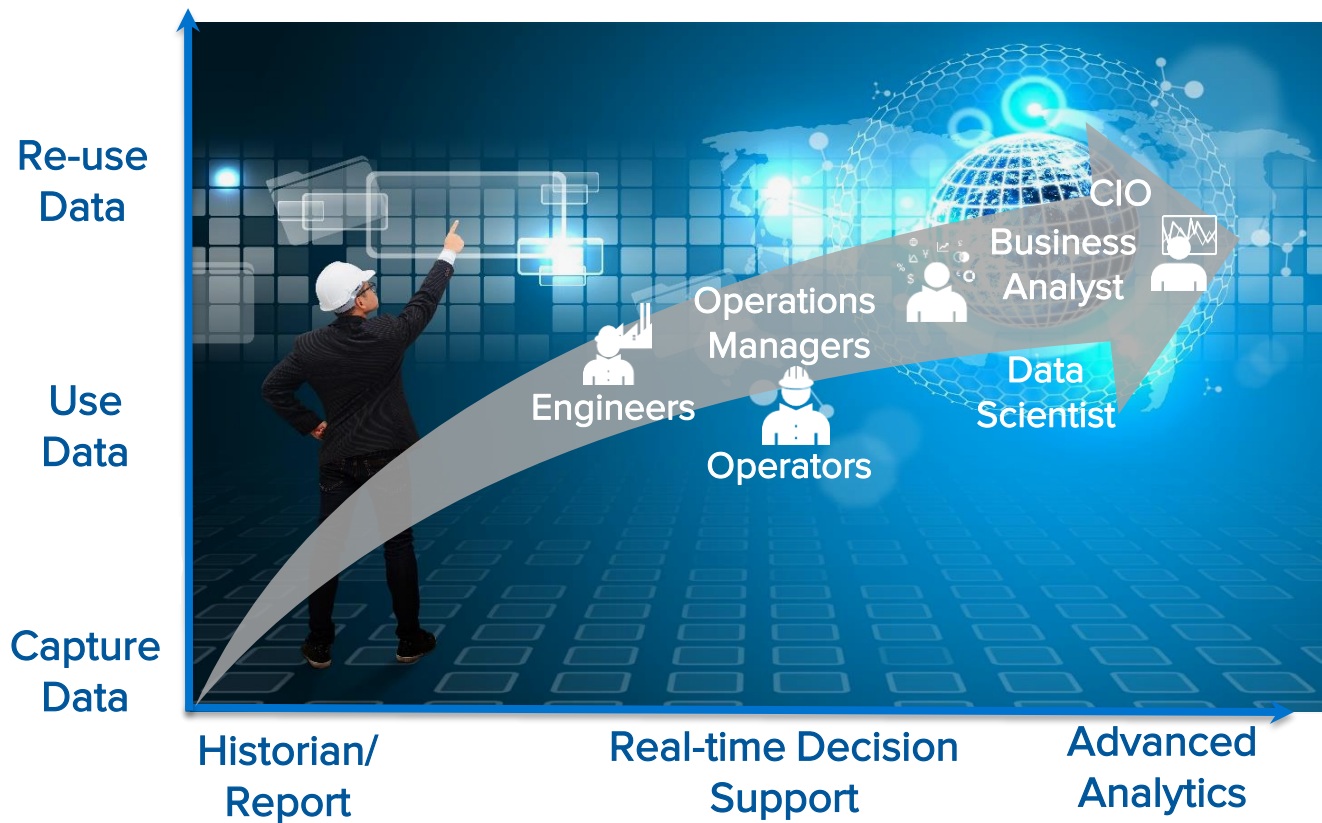 Re-use
Data
Use
Data
Capture
Data
CIO
Business
Analyst
Operations
Managers
Engineers
Data
Scientist
Operators
Historian/
Report
Real-time Decision
Support
Advanced
Analytics